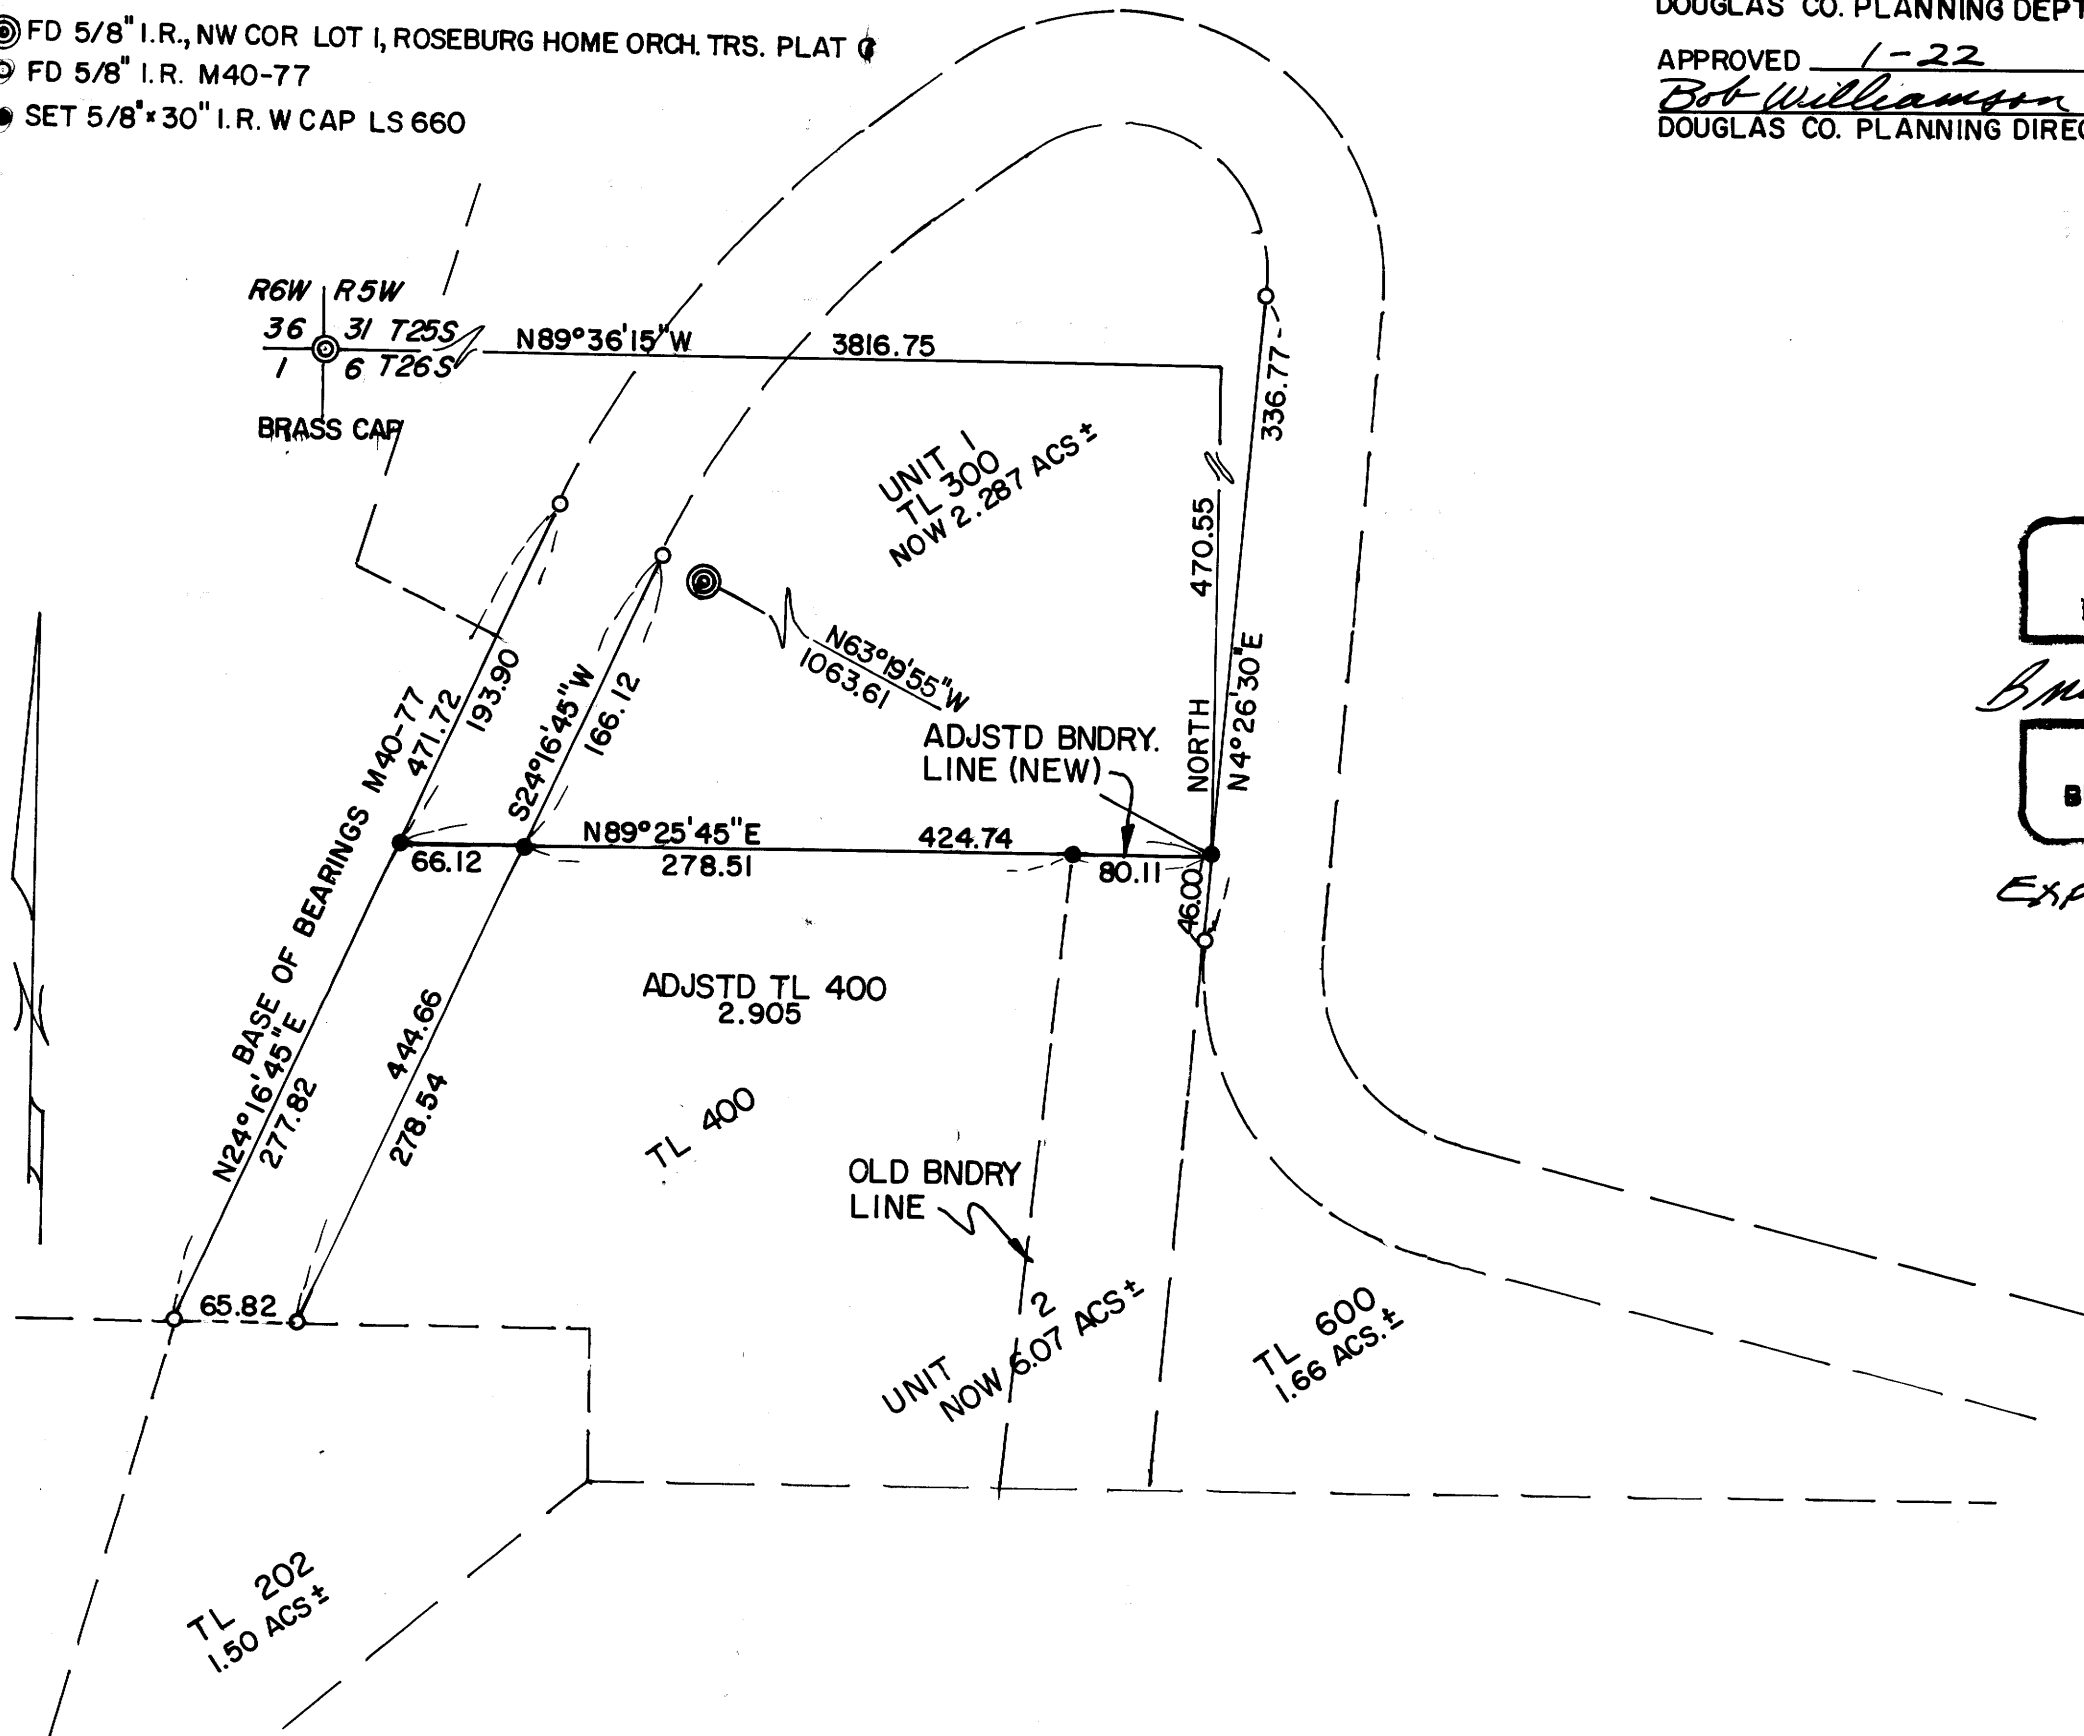 FD 5/8" I.R., NW COR LOT 1, ROSEBURG HOME ORCH. TRS. PLAT
FD 5/8" I.R. M40-77
SET 5/8"x30" I.R. W CAP LS 660
DOUGLAS CO. PLANNING DEPT
APPROVED 1-22
Bob Williamson
DOUGLAS CO. PLANNING DIREC
R6W R5W
36 31 T25S
1 6 T26S
BRASS CAP
N89°36'15"W 3816.75
336.77
UNIT 1
TL 300
NOW 2.287 ACS±
470.55
NORTH
N4°26'30"E
N63°19'55"W
1063.61
193.90
471.72
BASE OF BEARINGS M40-77
S24°16'45"W
166.12
ADJSTD BNDRY.
LINE (NEW)
N89°25'45"E 424.74
66.12 278.51 80.11
46.00
ADJSTD TL 400
2.905
N24°16'45"E
277.82
444.66
278.54
TL 400
OLD BNDRY
LINE
65.82
UNIT 2
NOW 6.07 ACS±
TL 600
1.66 ACS.±
TL 202
1.50 ACS±
B
EXP